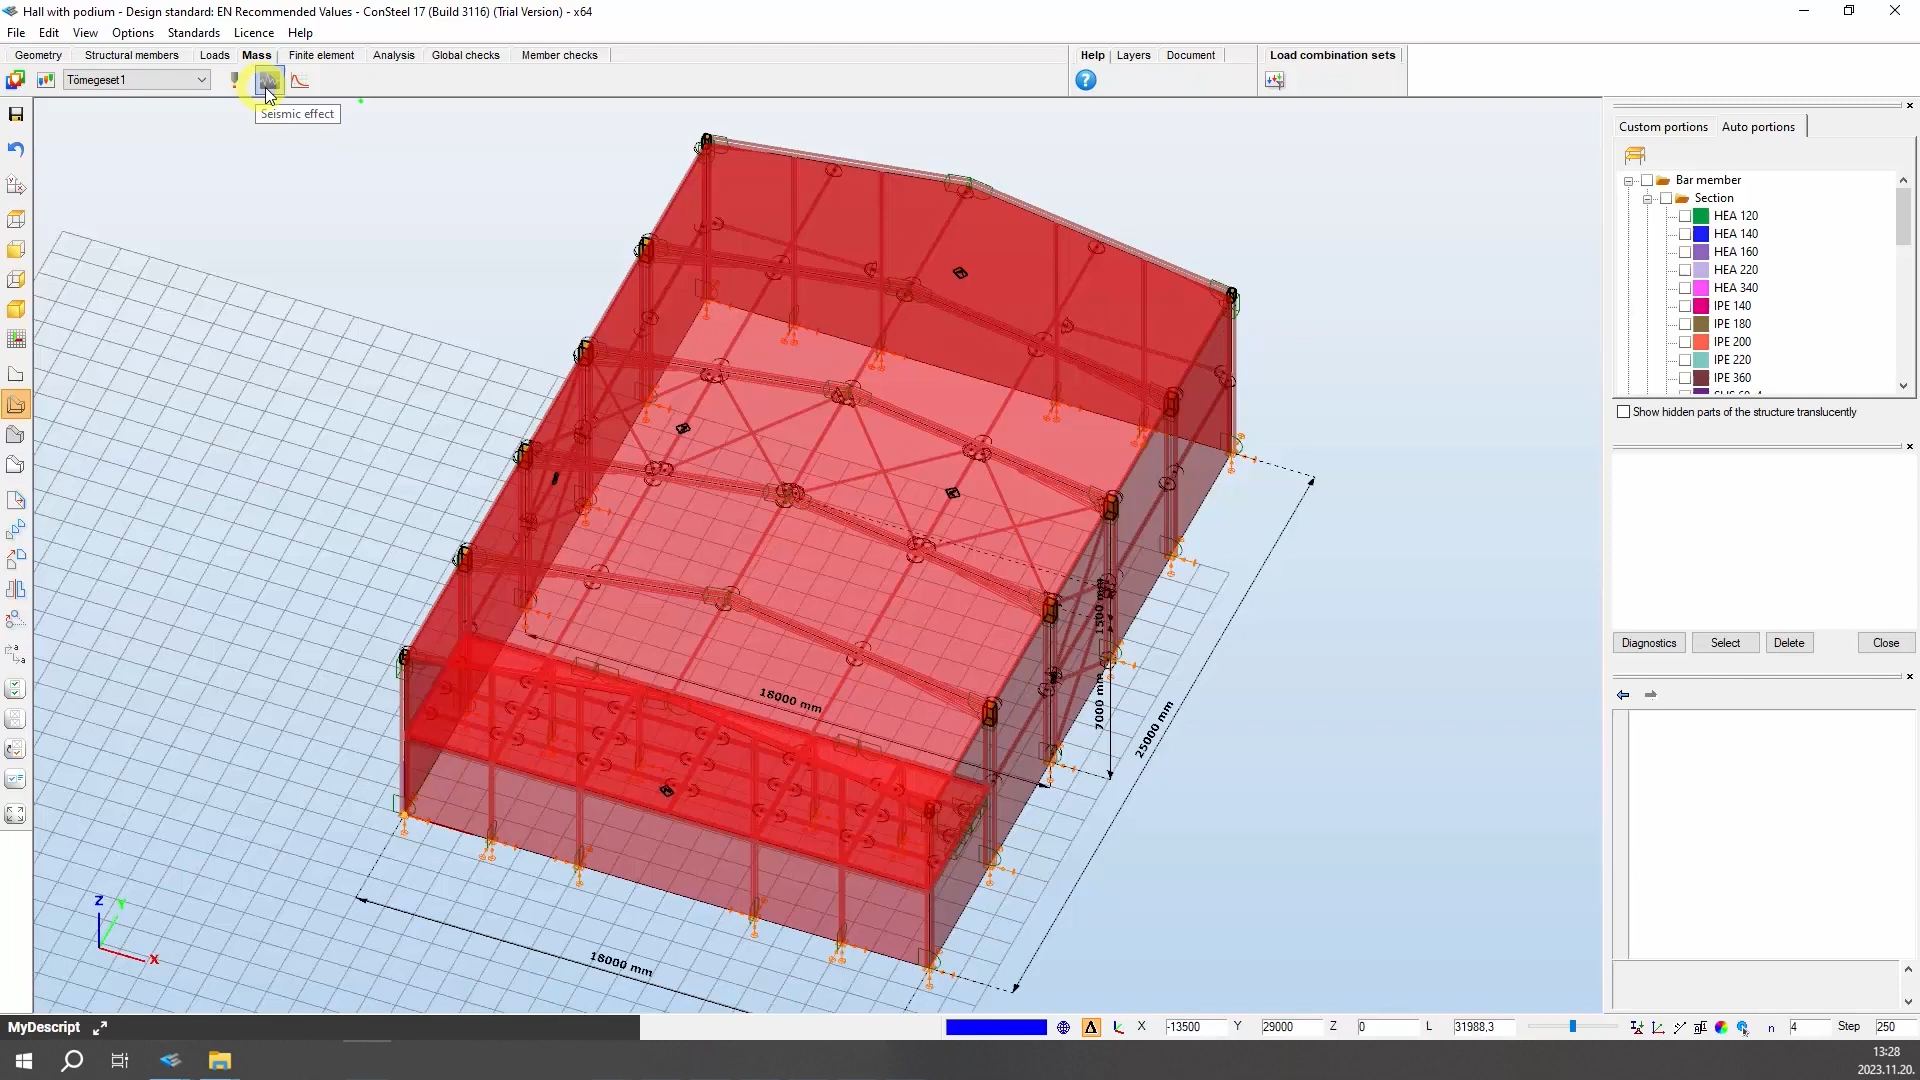 Hall with podium - Design standard: EN Recommended Values - ConSteel 17 (Build 3116) (Trial Version) - x64
File Edit View Options Standards Licence Help
Geometry Structural members Loads Mass Finite element Analysis Global checks Member checks Help Layers Document Load combination sets
Tömegeset1
Seismic effect
Custom portions Auto portions
Bar member
Section
HEA 120
HEA 140
HEA 160
HEA 220
HEA 340
IPE 140
IPE 180
IPE 200
IPE 220
IPE 360
Show hidden parts of the structure translucently
Diagnostics Select Delete Close
1500 mm
7000 mm
25000 mm
18000 mm
18000 mm
Z
Y
X
MyDescript
X -13500 Y 29000 Z 0 L 31988,3 n 4 Step 250
13:28
2023.11.20.